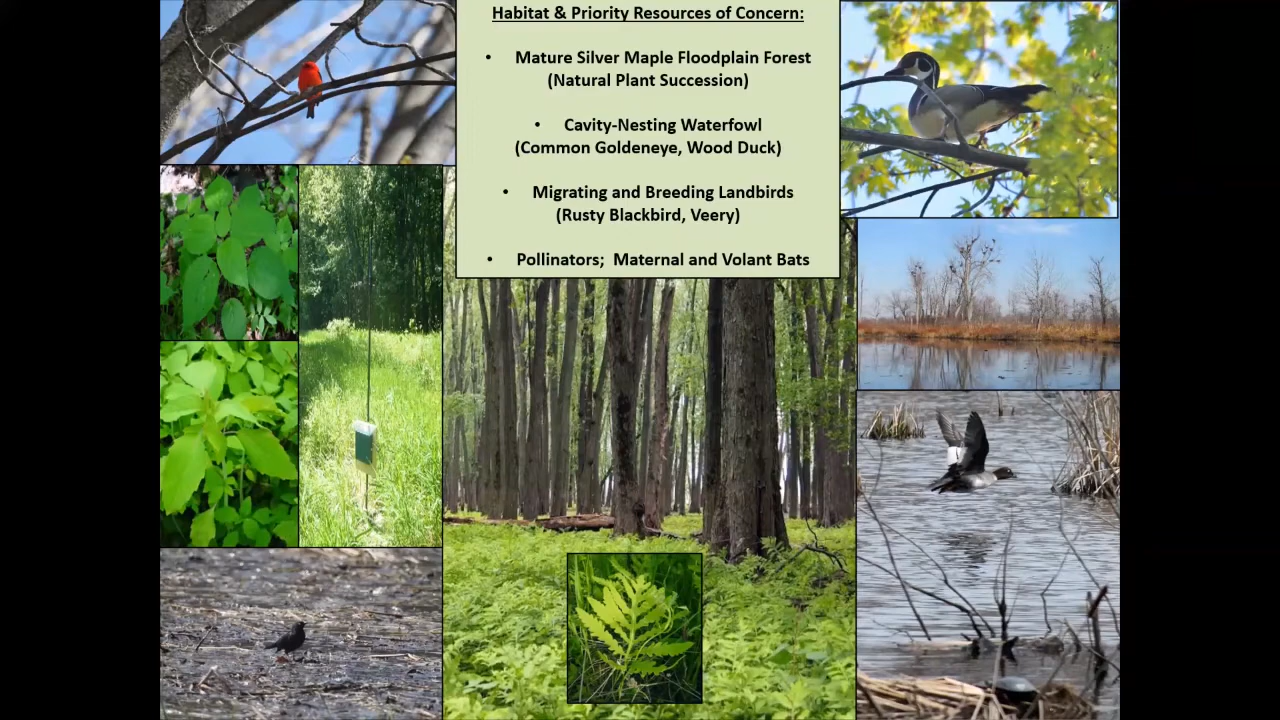 Habitat & Priority Resources of Concern:
• Mature Silver Maple Floodplain Forest
(Natural Plant Succession)
• Cavity-Nesting Waterfowl
(Common Goldeneye, Wood Duck)
• Migrating and Breeding Landbirds
(Rusty Blackbird, Veery)
• Pollinators; Maternal and Volant Bats